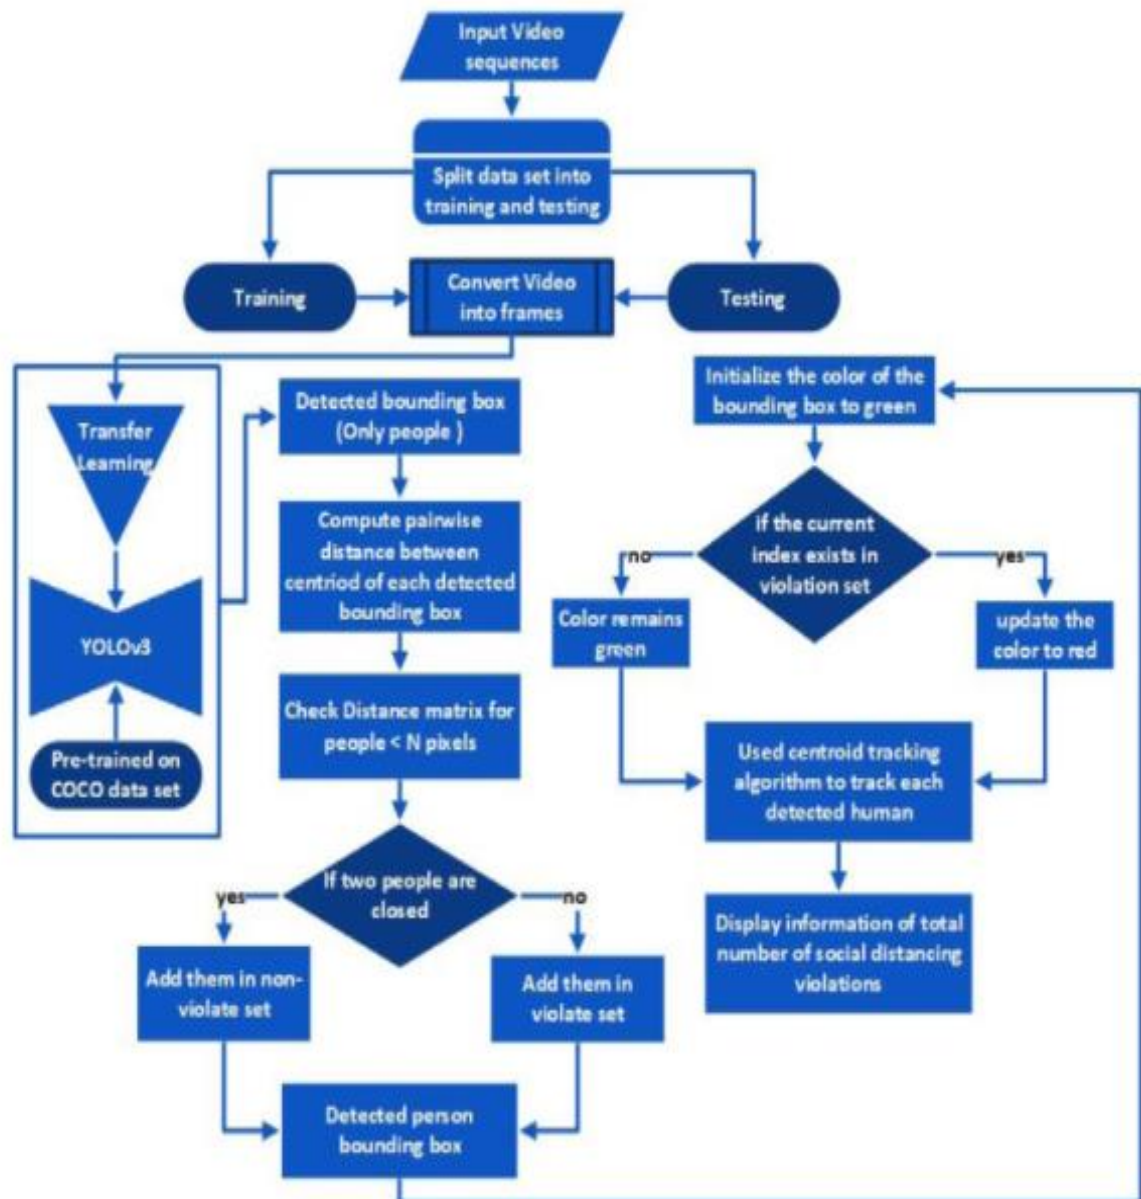 Input Video
sequences
Split data set into
training and testing
Training
Convert Video
into frames
Testing
Transfer
Learning
YOLOv3
Pre-trained on
COCO data set
Detected bounding box
(Only people )
Compute pairwise
distance between
centriod of each detected
bounding box
Check Distance matrix for
people < N pixels
If two people are
closed
yes
no
Add them in non-
violate set
Add them in
violate set
Detected person
bounding box
Initialize the color of the
bounding box to green
if the current
index exists in
violation set
no
yes
Color remains
green
update the
color to red
Used centroid tracking
algorithm to track each
detected human
Display information of total
number of social distancing
violations